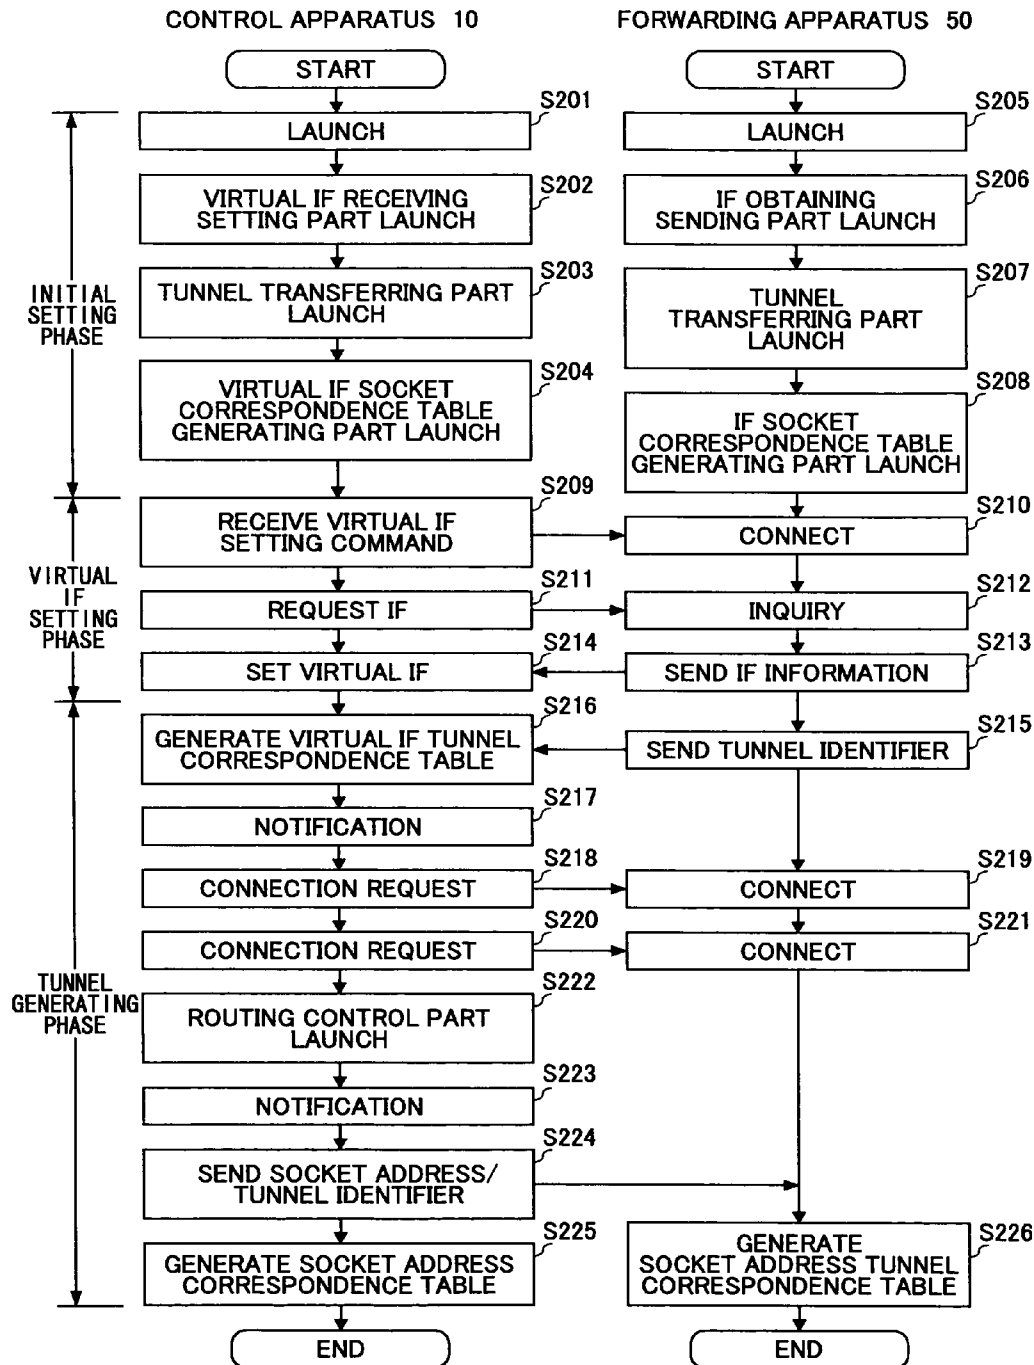 CONTROL APPARATUS 10
FORWARDING APPARATUS 50
START
START
S201
LAUNCH
S205
LAUNCH
S202
VIRTUAL IF RECEIVING
SETTING PART LAUNCH
S206
IF OBTAINING
SENDING PART LAUNCH
INITIAL
SETTING
PHASE
S203
TUNNEL TRANSFERRING PART
LAUNCH
S207
TUNNEL
TRANSFERRING PART
LAUNCH
S204
VIRTUAL IF SOCKET
CORRESPONDENCE TABLE
GENERATING PART LAUNCH
S208
IF SOCKET
CORRESPONDENCE TABLE
GENERATING PART LAUNCH
VIRTUAL
IF
SETTING
PHASE
S209
RECEIVE VIRTUAL IF
SETTING COMMAND
S210
CONNECT
S211
REQUEST IF
S212
INQUIRY
S214
SET VIRTUAL IF
S213
SEND IF INFORMATION
TUNNEL
GENERATING
PHASE
S216
GENERATE VIRTUAL IF TUNNEL
CORRESPONDENCE TABLE
S215
SEND TUNNEL IDENTIFIER
S217
NOTIFICATION
S218
CONNECTION REQUEST
S219
CONNECT
S220
CONNECTION REQUEST
S221
CONNECT
S222
ROUTING CONTROL PART
LAUNCH
S223
NOTIFICATION
S224
SEND SOCKET ADDRESS/
TUNNEL IDENTIFIER
S225
GENERATE SOCKET ADDRESS
CORRESPONDENCE TABLE
S226
GENERATE
SOCKET ADDRESS TUNNEL
CORRESPONDENCE TABLE
END
END